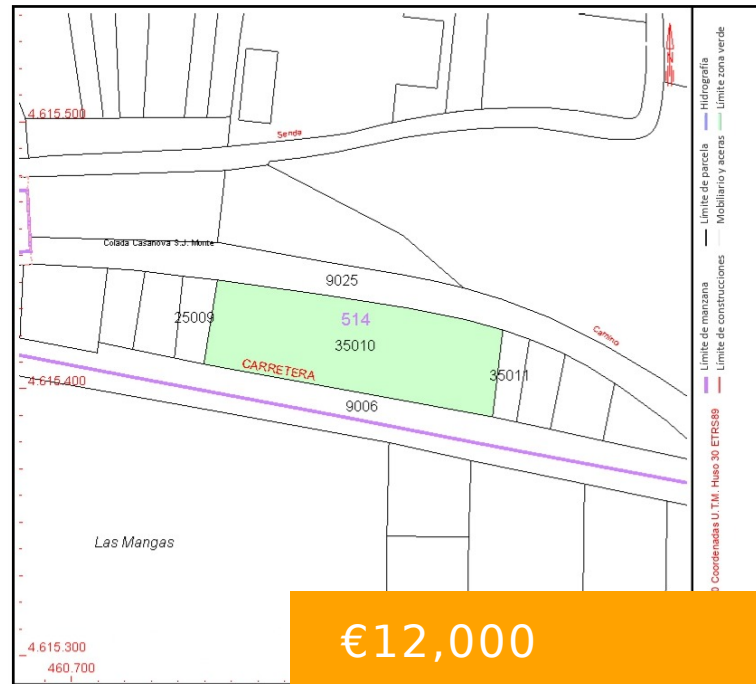 4.615.500
Senda
Colada Casanova S.J. Monte
9025
25009
514
35010
Camino
CARRETERA
35011
4.615.400
9006
Las Mangas
4.615.300
460.700
€12,000
Límite de manzana
Límite de parcela
Hidrografía
Límite de construcciones
Mobiliario y aceras
Límite zona verde
Coordenadas U.T.M. Huso 30 ETRS89